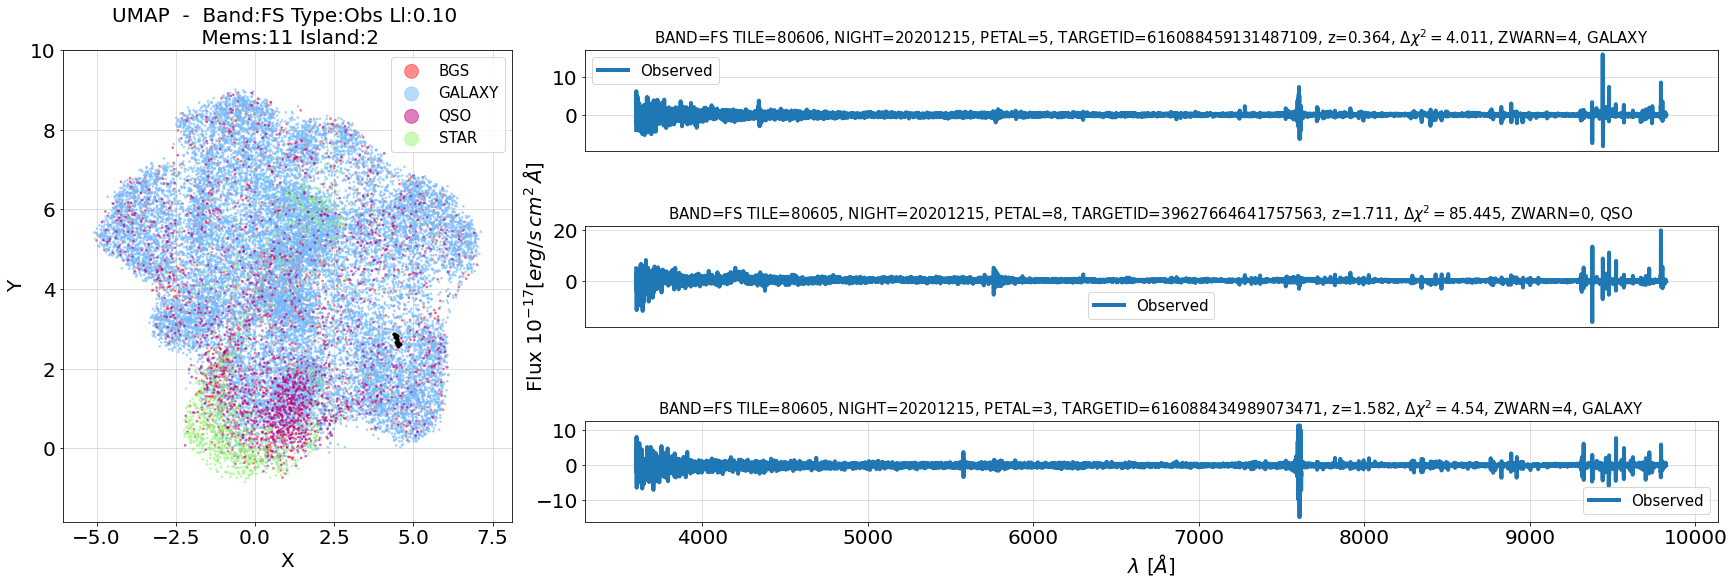 UMAP - Band:FS Type:Obs Ll:0.10
Mems:11 Island:2
10
8
6
4
2
0
Y
BGS
GALAXY
QSO
STAR
−5.0 −2.5 0.0 2.5 5.0 7.5
X
Flux 10⁻¹⁷[erg/s cm² Å]
BAND=FS TILE=80606, NIGHT=20201215, PETAL=5, TARGETID=616088459131487109, z=0.364, Δχ² = 4.011, ZWARN=4, GALAXY
10
0
Observed
BAND=FS TILE=80605, NIGHT=20201215, PETAL=8, TARGETID=39627664641757563, z=1.711, Δχ² = 85.445, ZWARN=0, QSO
20
0
Observed
BAND=FS TILE=80605, NIGHT=20201215, PETAL=3, TARGETID=616088434989073471, z=1.582, Δχ² = 4.54, ZWARN=4, GALAXY
10
0
−10
Observed
4000 5000 6000 7000 8000 9000 10000
λ [Å]